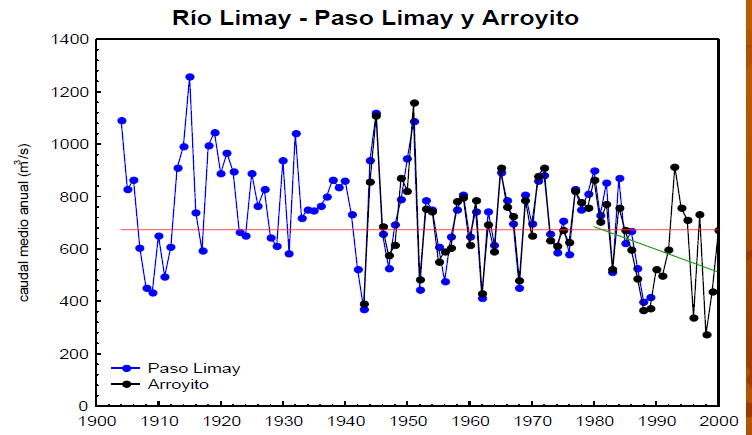 Río Limay - Paso Limay y Arroyito
caudal medio anual (m³/s)
1400
1200
1000
800
600
400
200
0
Paso Limay
Arroyito
1900 1910 1920 1930 1940 1950 1960 1970 1980 1990 2000